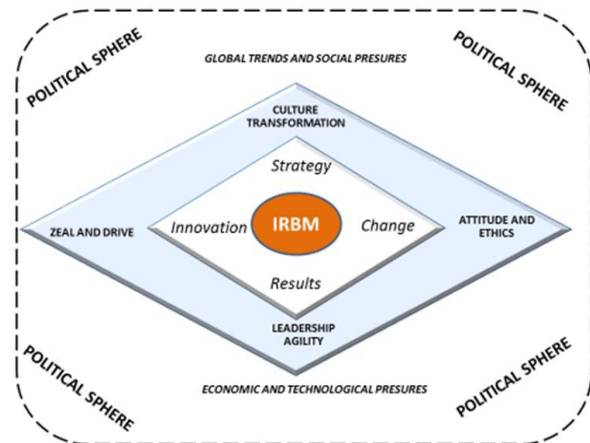 POLITICAL SPHERE
POLITICAL SPHERE
GLOBAL TRENDS AND SOCIAL PRESURES
CULTURE
TRANSFORMATION
Strategy
ZEAL AND DRIVE
Innovation
IRBM
Change
ATTITUDE AND
ETHICS
Results
LEADERSHIP
AGILITY
POLITICAL SPHERE
POLITICAL SPHERE
ECONOMIC AND TECHNOLOGICAL PRESURES